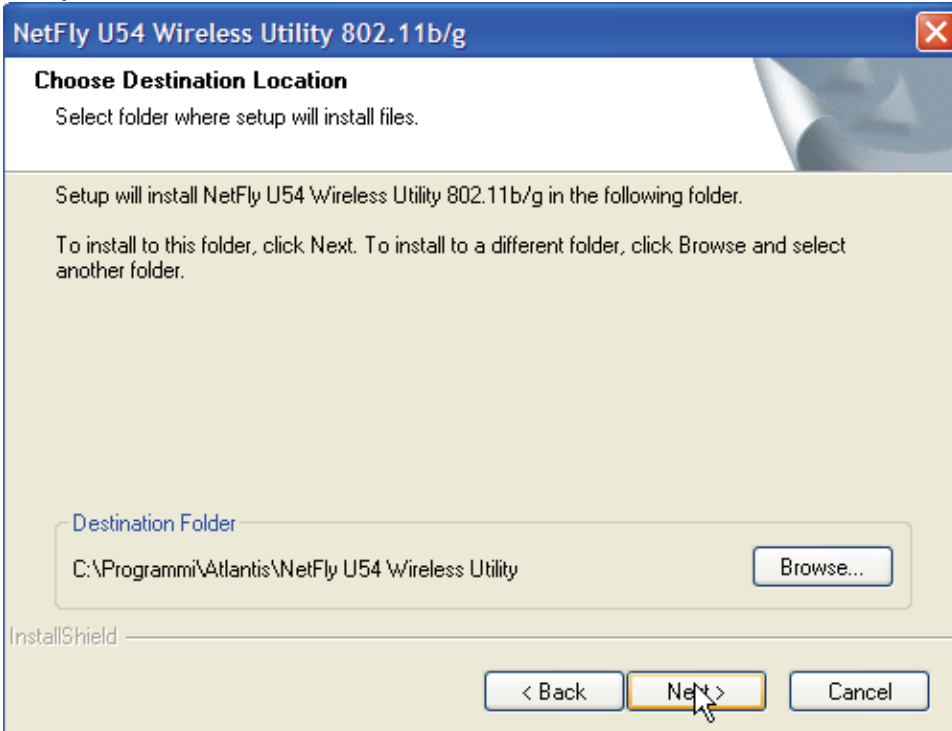 NetFly U54 Wireless Utility 802.11b/g
Choose Destination Location
Select folder where setup will install files.
Setup will install NetFly U54 Wireless Utility 802.11b/g in the following folder.
To install to this folder, click Next. To install to a different folder, click Browse and select
another folder.
Destination Folder
C:\Programmi\Atlantis\NetFly U54 Wireless Utility
Browse...
InstallShield
< Back
Next >
Cancel